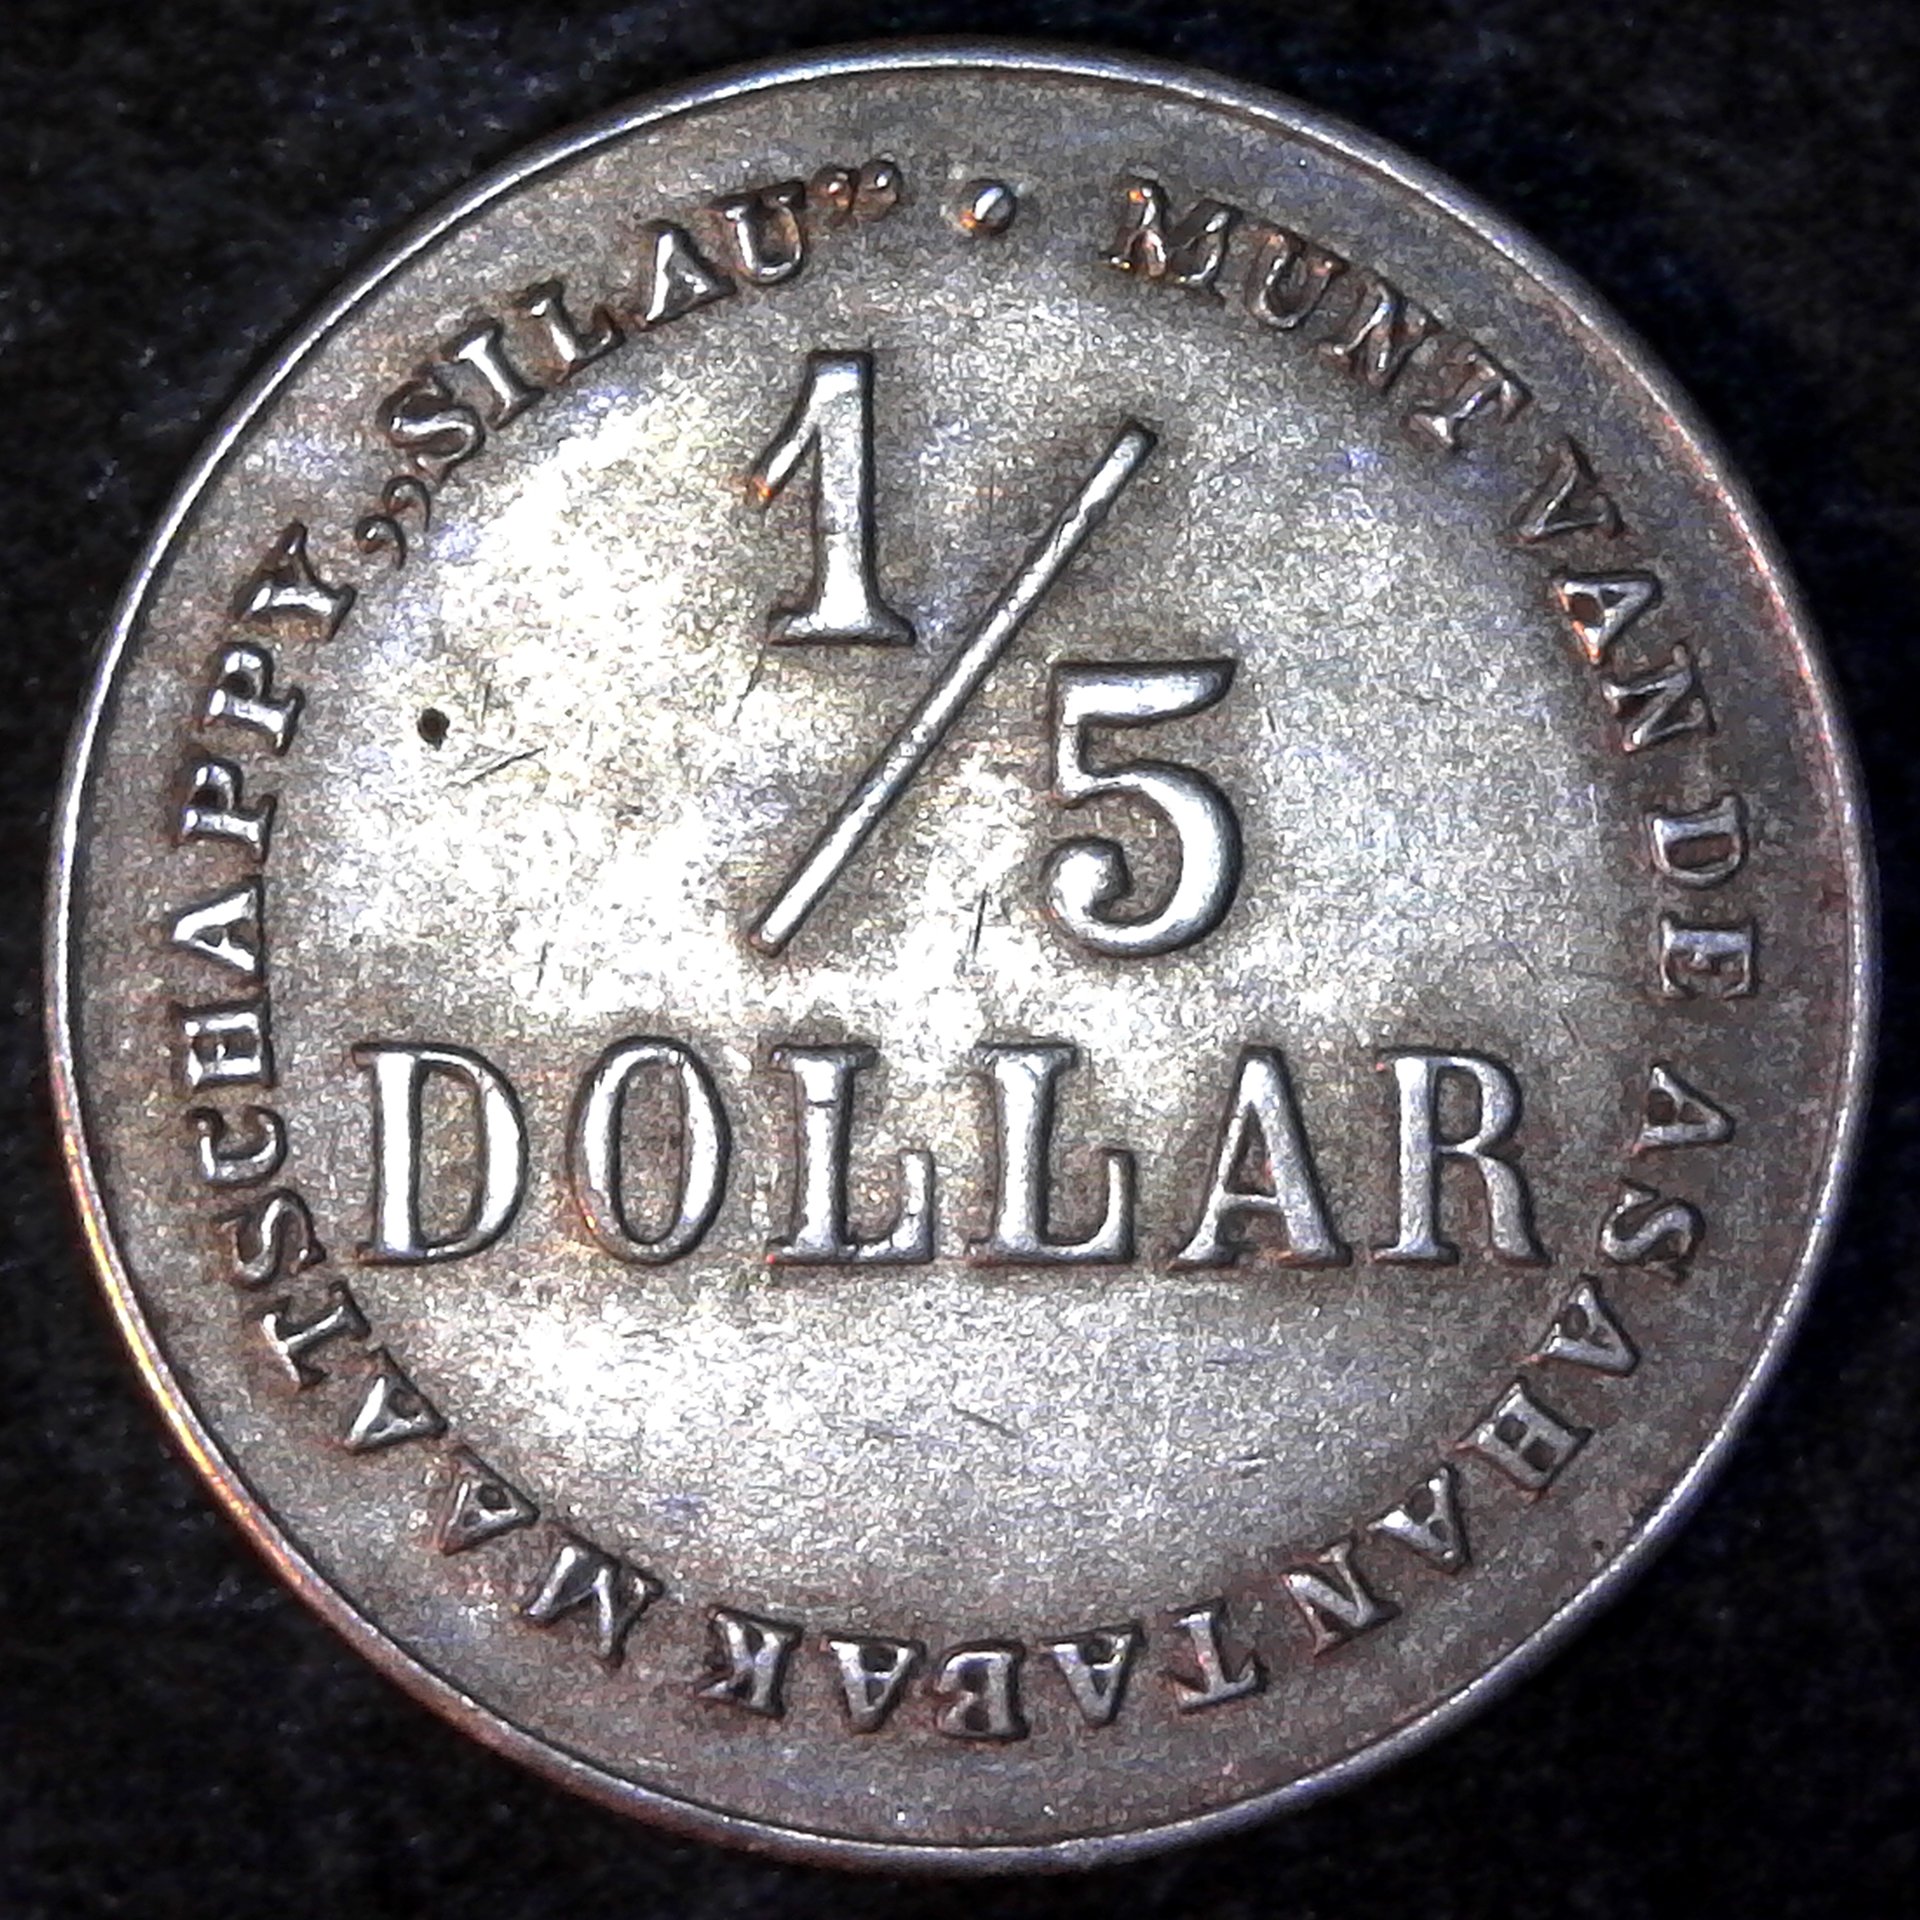 • MUNT VAN DE ASAHAN TABAK MAATSCHAPPY „SILAU”
1/5
DOLLAR